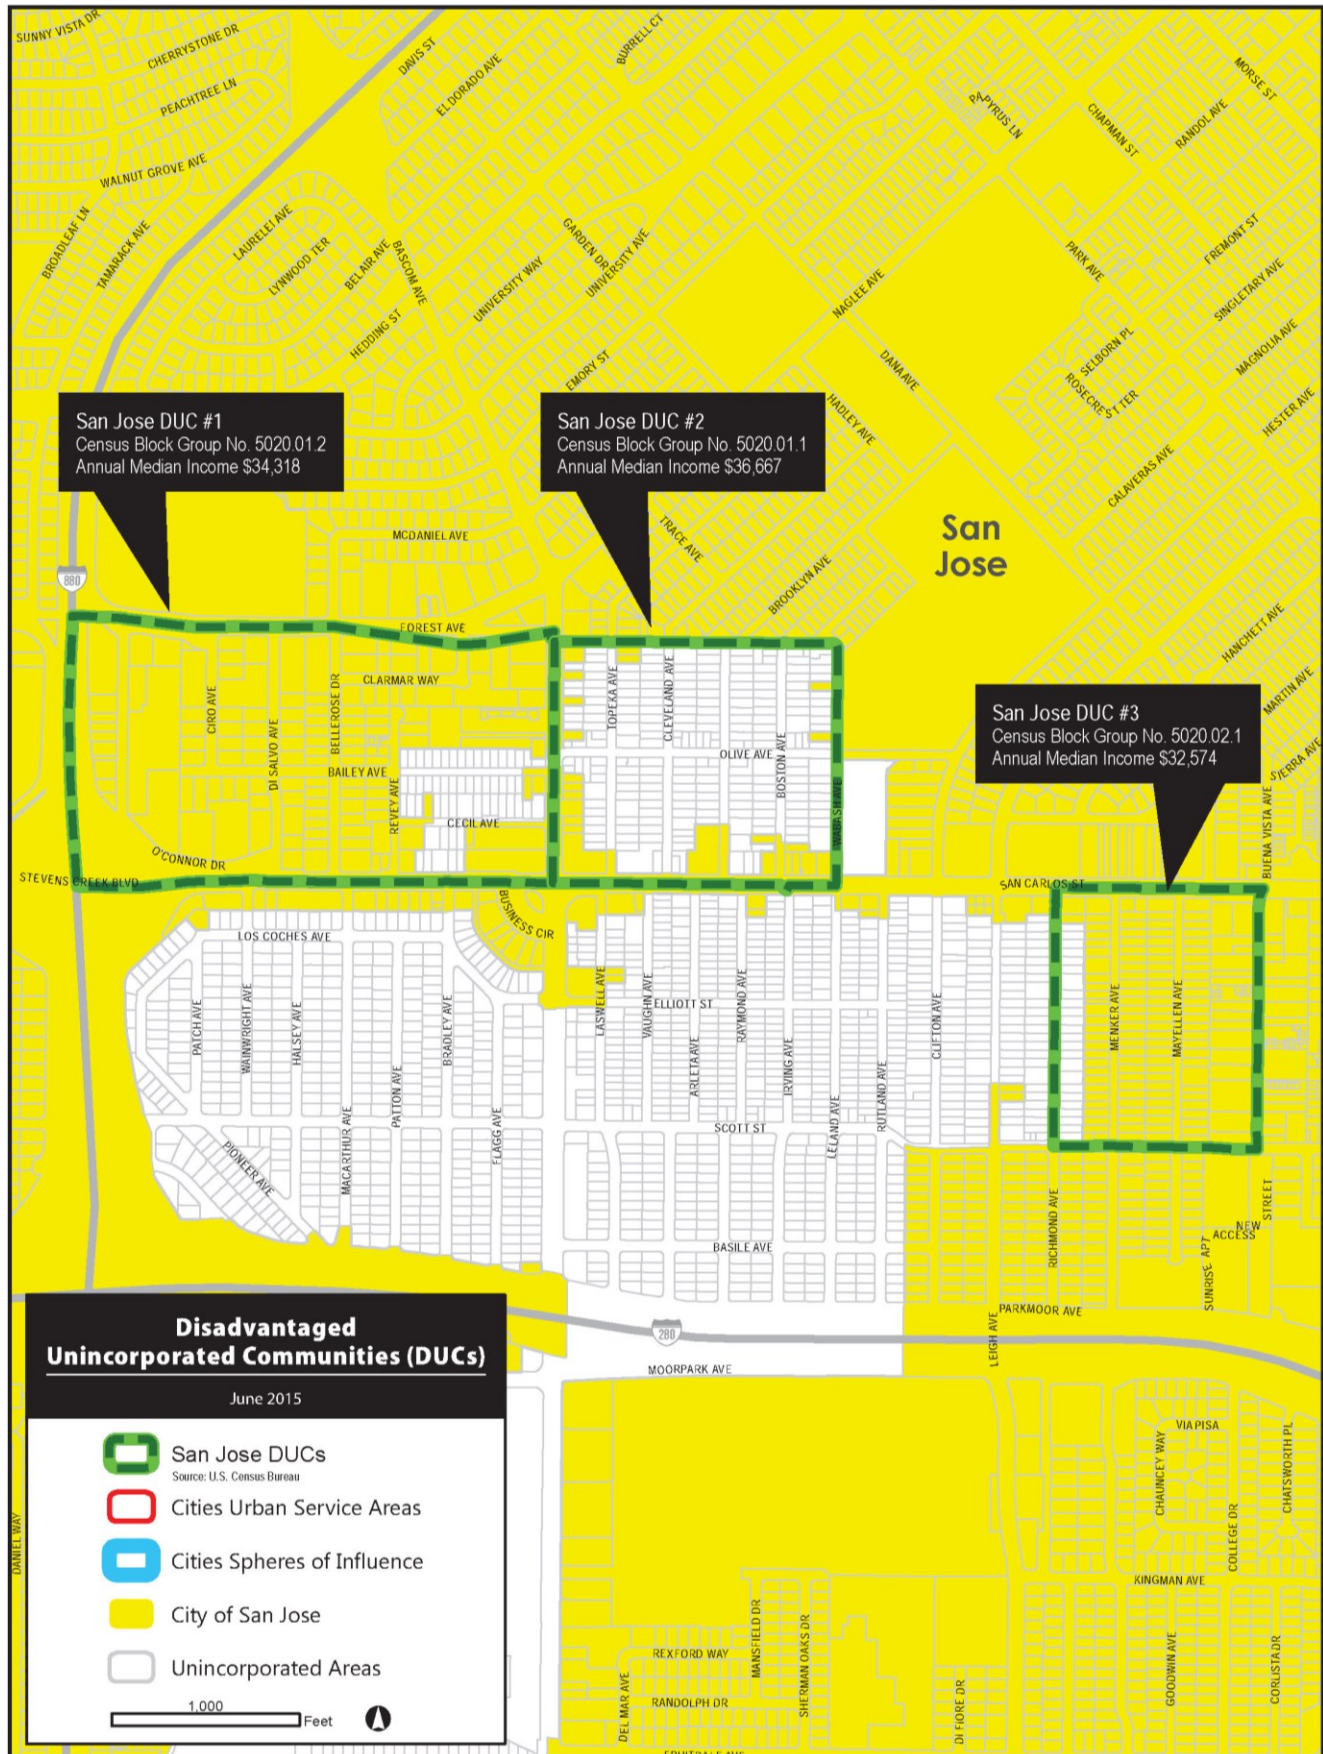 SUNNY VISTA DR
CHERRYSTONE DR
PEACHTREE LN
WALNUT GROVE AVE
BROADLEAF LN
TAMARACK AVE
LAURELEI AVE
LYNWOOD TER
BEL AIR AVE
BASCOM AVE
HEDDING ST
DAVIS ST
EL DORADO AVE
BURRELL CT
GARDEN DR
UNIVERSITY AVE
UNIVERSITY WAY
EMORY ST
PAPYRUS LN
CHAPMAN ST
MORSE ST
RANDOL AVE
PARK AVE
FREMONT ST
SINGLETARY AVE
MAGNOLIA AVE
HESTER AVE
NAGLEE AVE
DANA AVE
HADLEY AVE
SELBORN PL
ROSECREST TER
CALAVERAS AVE
San Jose DUC #1
Census Block Group No. 5020.01.2
Annual Median Income $34,318
San Jose DUC #2
Census Block Group No. 5020.01.1
Annual Median Income $36,667
San
Jose
MCDANIEL AVE
TRACE AVE
BROOKLYN AVE
880
HANCHETT AVE
MARTIN AVE
SIERRA AVE
San Jose DUC #3
Census Block Group No. 5020.02.1
Annual Median Income $32,574
FOREST AVE
CLARMAR WAY
CIRO AVE
DI SALVO AVE
BELLEROSE DR
BAILEY AVE
REVEY AVE
CECIL AVE
O'CONNOR DR
TOPEKA AVE
CLEVELAND AVE
OLIVE AVE
BOSTON AVE
WABASH AVE
BUENA VISTA AVE
STEVENS CREEK BLVD
SAN CARLOS ST
BUSINESS CIR
LOS COCHES AVE
PATCH AVE
WAINWRIGHT AVE
HALSEY AVE
MACARTHUR AVE
PATTON AVE
BRADLEY AVE
FLAGG AVE
PIONEER AVE
LASWELL AVE
VAUGHN AVE
ELLIOTT ST
ARLETA AVE
RAYMOND AVE
IRVING AVE
LELAND AVE
RUTLAND AVE
CLIFTON AVE
MENKER AVE
MAYELLEN AVE
SCOTT ST
BASILE AVE
RICHMOND AVE
SUNRISE APT
NEW
ACCESS
STREET
PARKMOOR AVE
LEIGH AVE
280
MOORPARK AVE
Disadvantaged
Unincorporated Communities (DUCs)
June 2015
San Jose DUCs
Source: U.S. Census Bureau
Cities Urban Service Areas
Cities Spheres of Influence
City of San Jose
Unincorporated Areas
1,000
Feet
DANIEL WAY
VIA PISA
CHAUNCEY WAY
CHATSWORTH PL
COLLEGE DR
KINGMAN AVE
GOODWIN AVE
CORLISTA DR
REXFORD WAY
MANSFIELD DR
SHERMAN OAKS DR
RANDOLPH DR
DEL MAR AVE
DI FIORE DR
FRUITDALE AVE